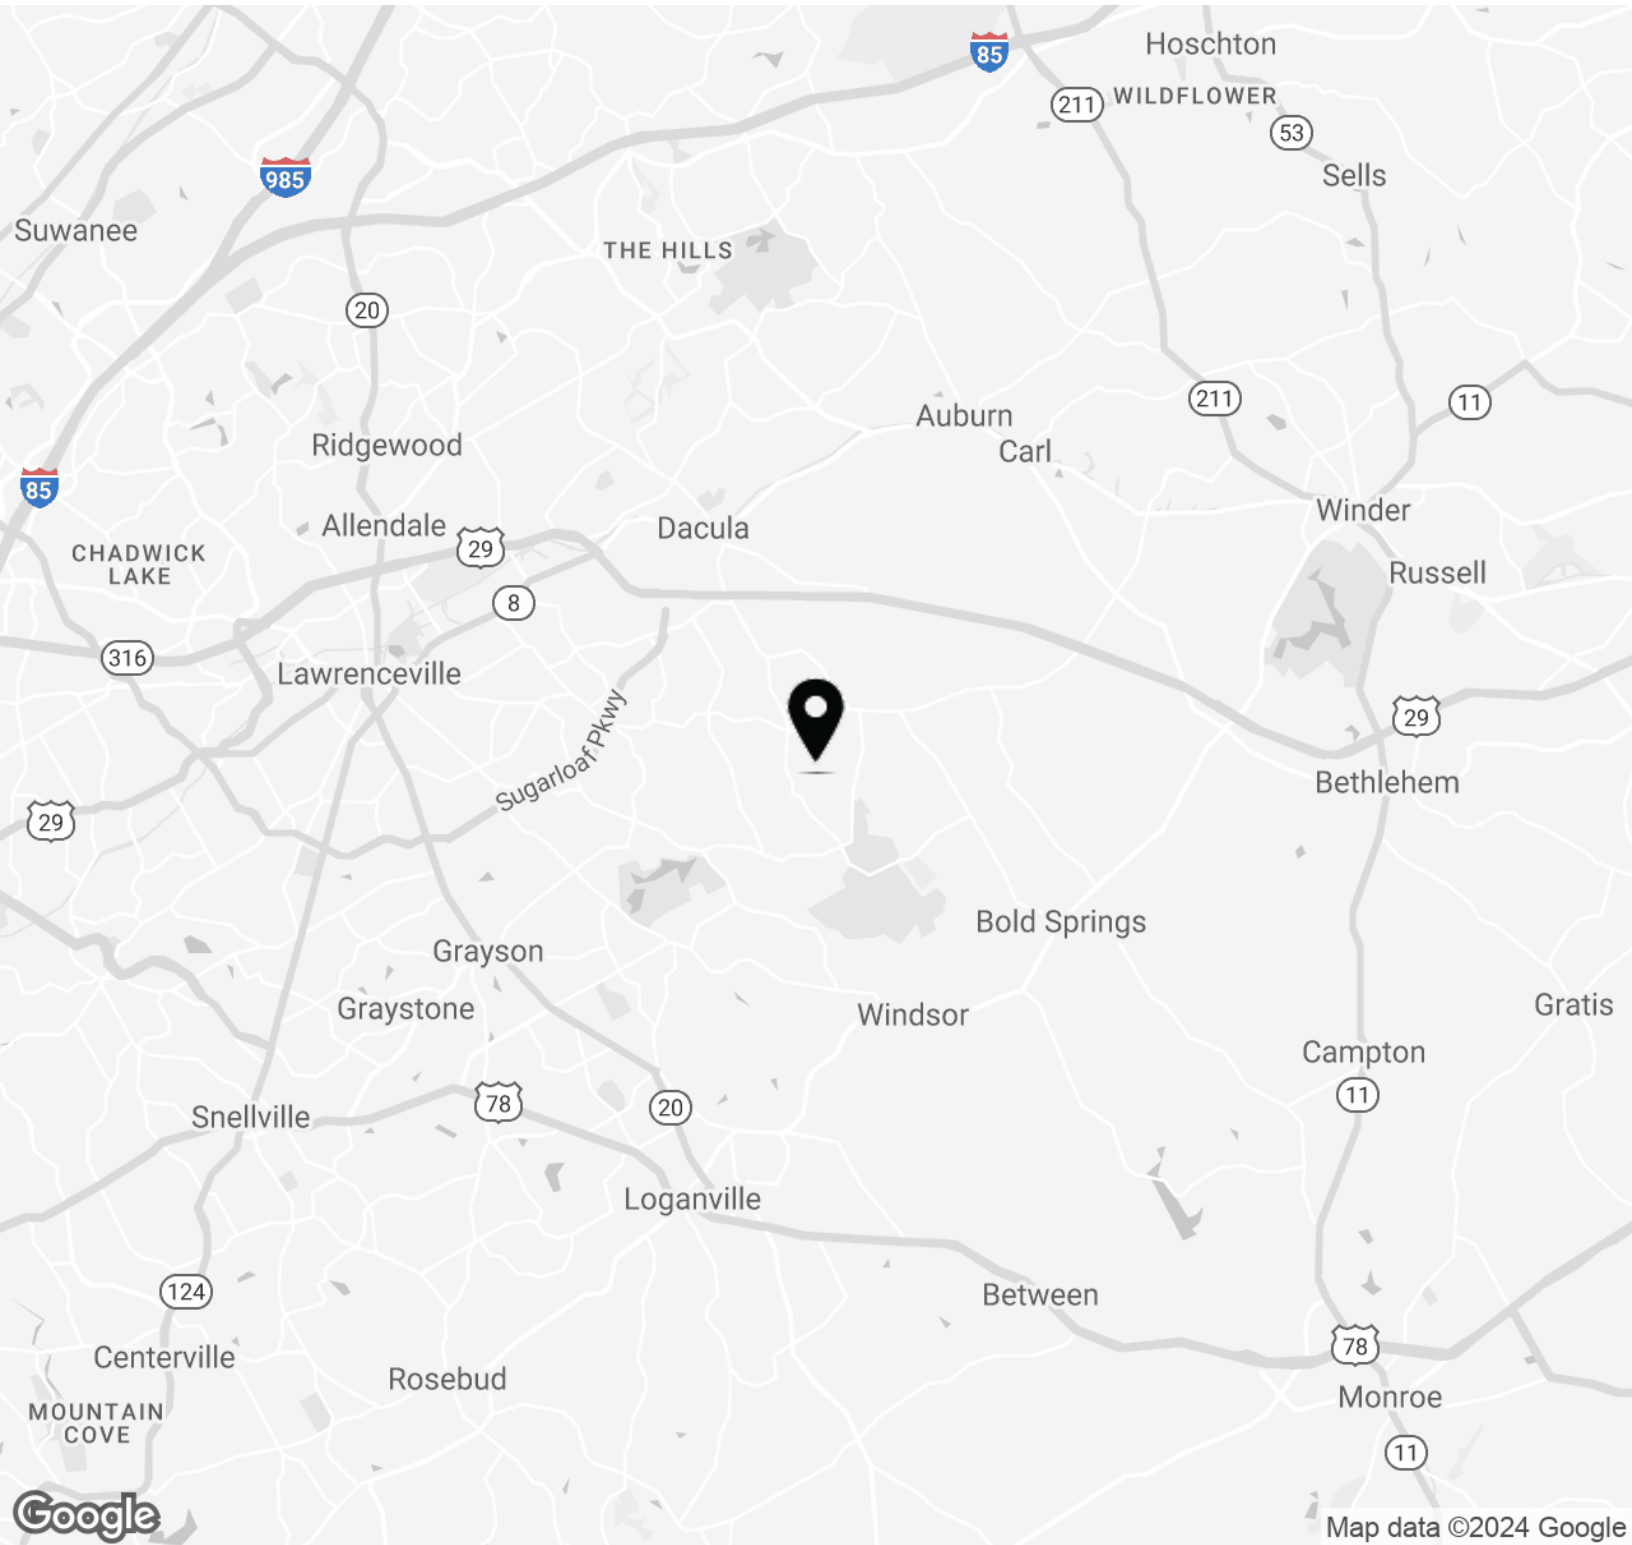 Hoschton
85
211
WILDFLOWER
53
Sells
985
Suwanee
THE HILLS
20
211
11
Auburn
Ridgewood
Carl
85
Winder
Allendale
Dacula
29
CHADWICK
LAKE
Russell
8
316
Lawrenceville
29
Sugarloaf Pkwy
Bethlehem
29
Bold Springs
Grayson
Graystone
Windsor
Gratis
Campton
11
78
20
Snellville
Loganville
124
Between
78
Centerville
Rosebud
Monroe
MOUNTAIN
COVE
11
Google
Map data ©2024 Google